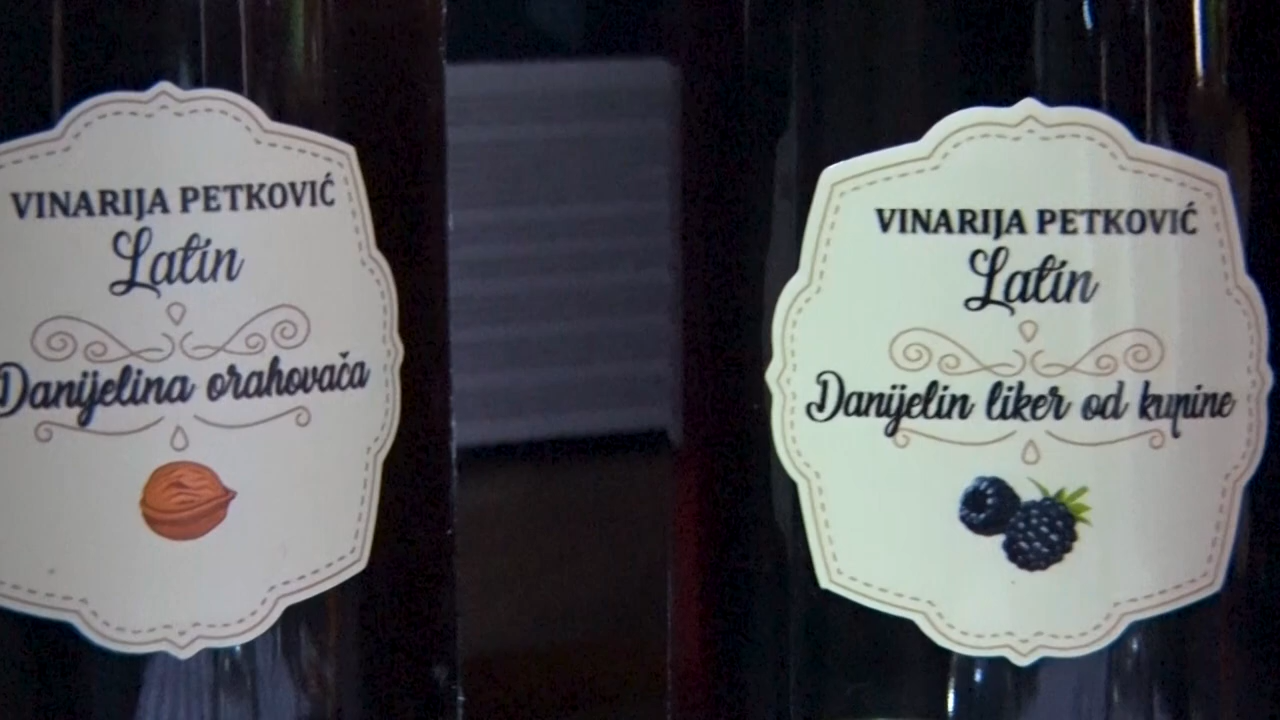 VINARIJA PETKOVIĆ
Latin
Danijelina orahovača
VINARIJA PETKOVIĆ
Latin
Danijelin liker od kupine